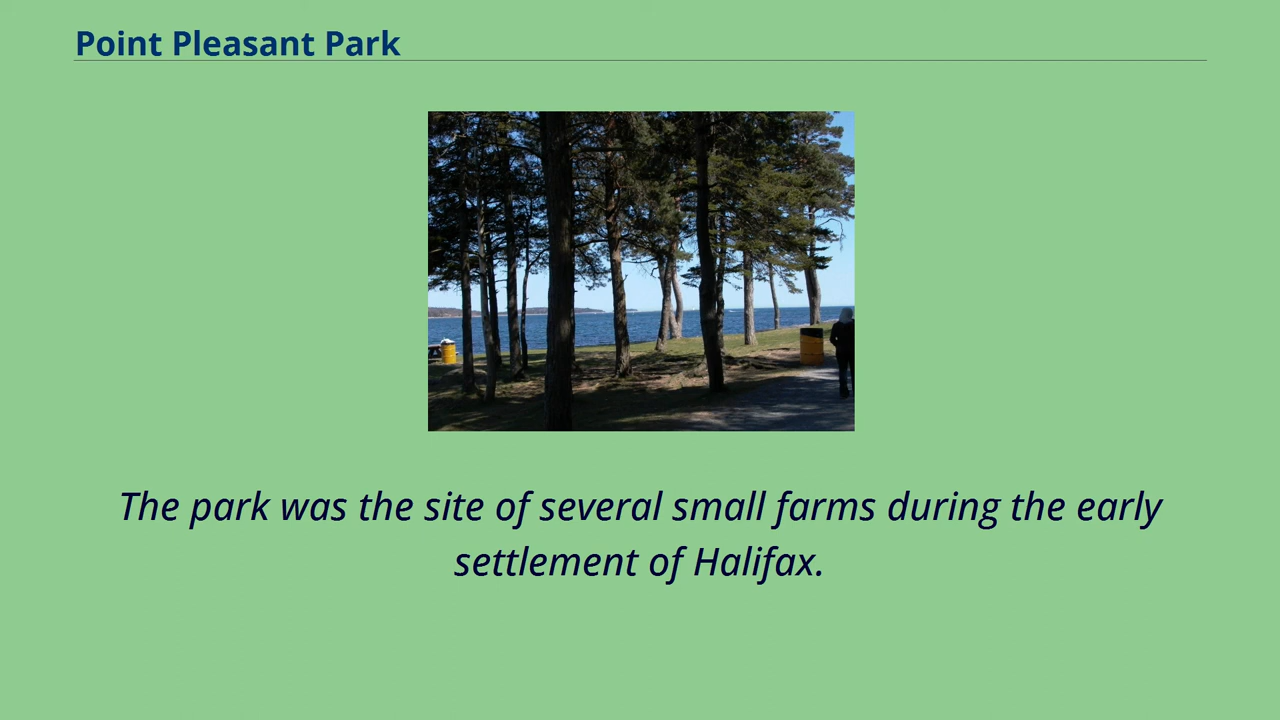 Point Pleasant Park
The park was the site of several small farms during the early
settlement of Halifax.